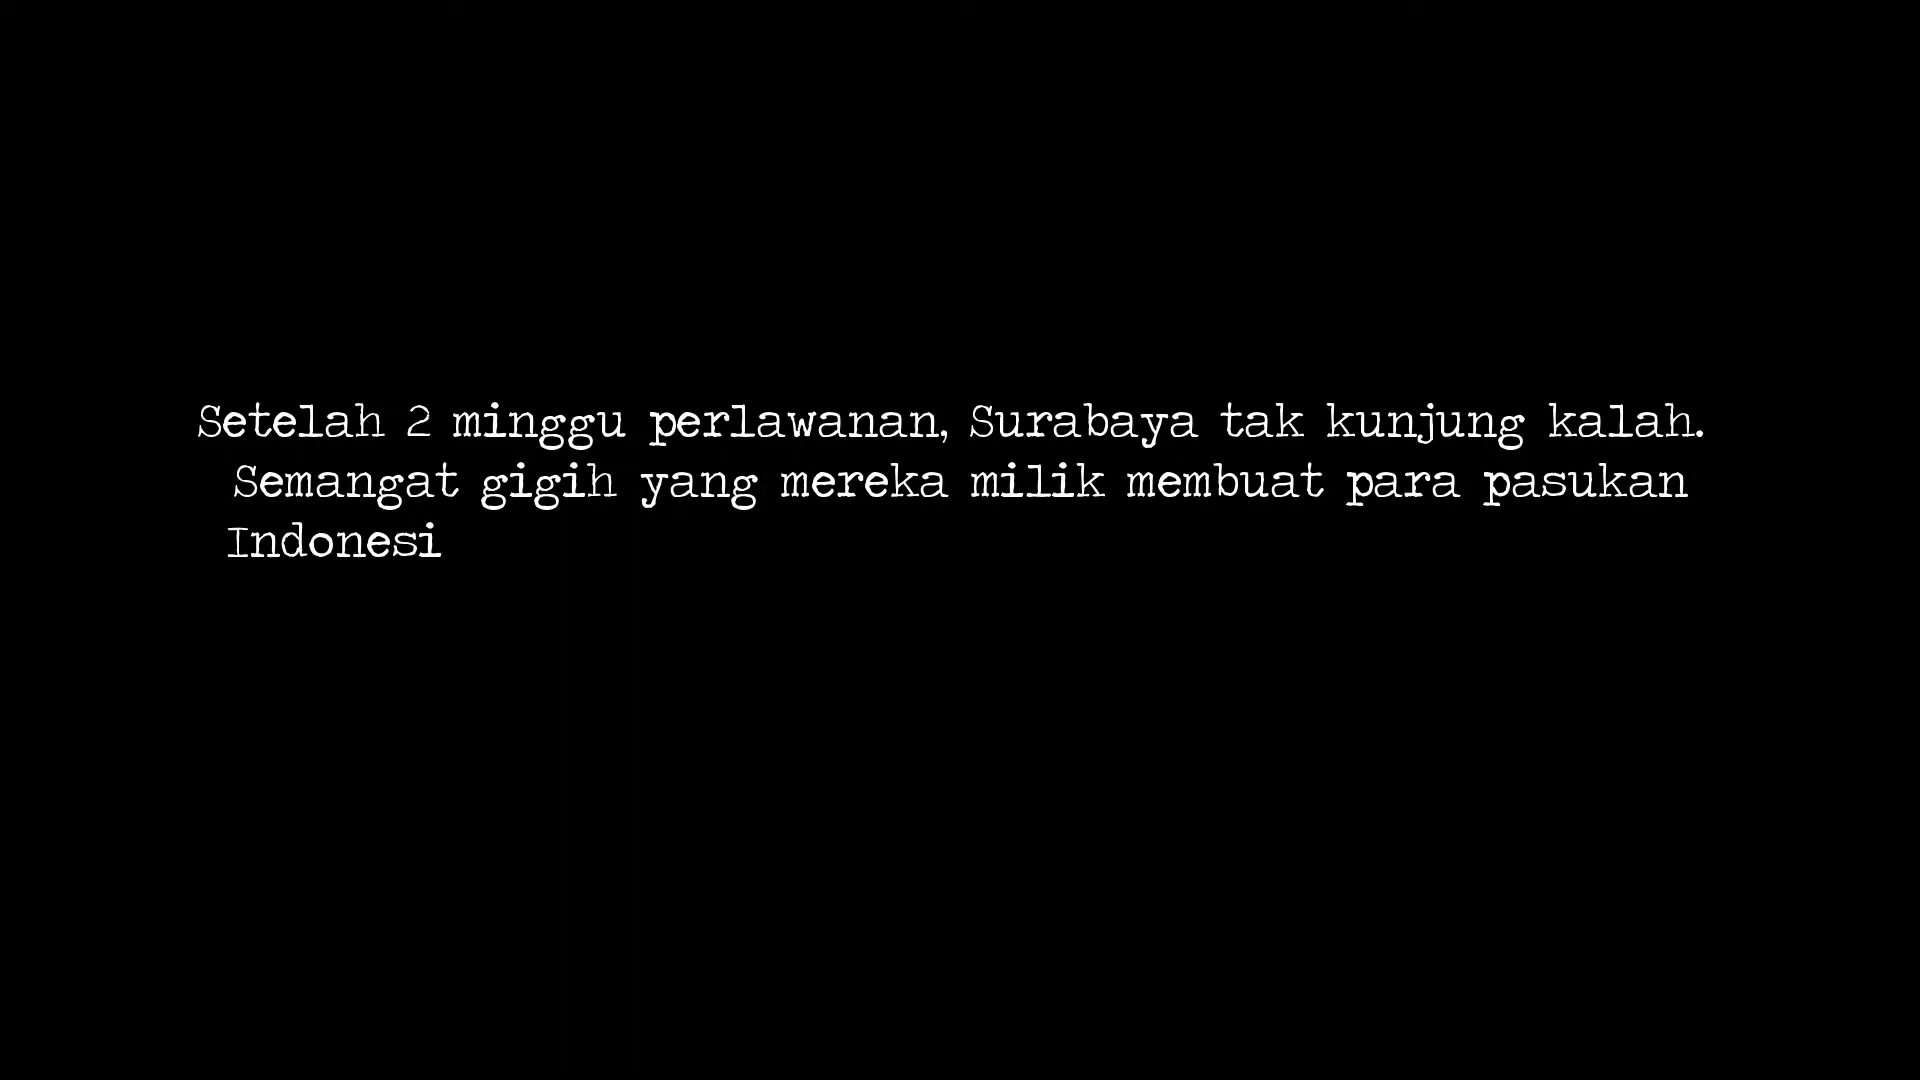 Setelah 2 minggu perlawanan, Surabaya tak kunjung kalah.
Semangat gigih yang mereka milik membuat para pasukan
Indonesi